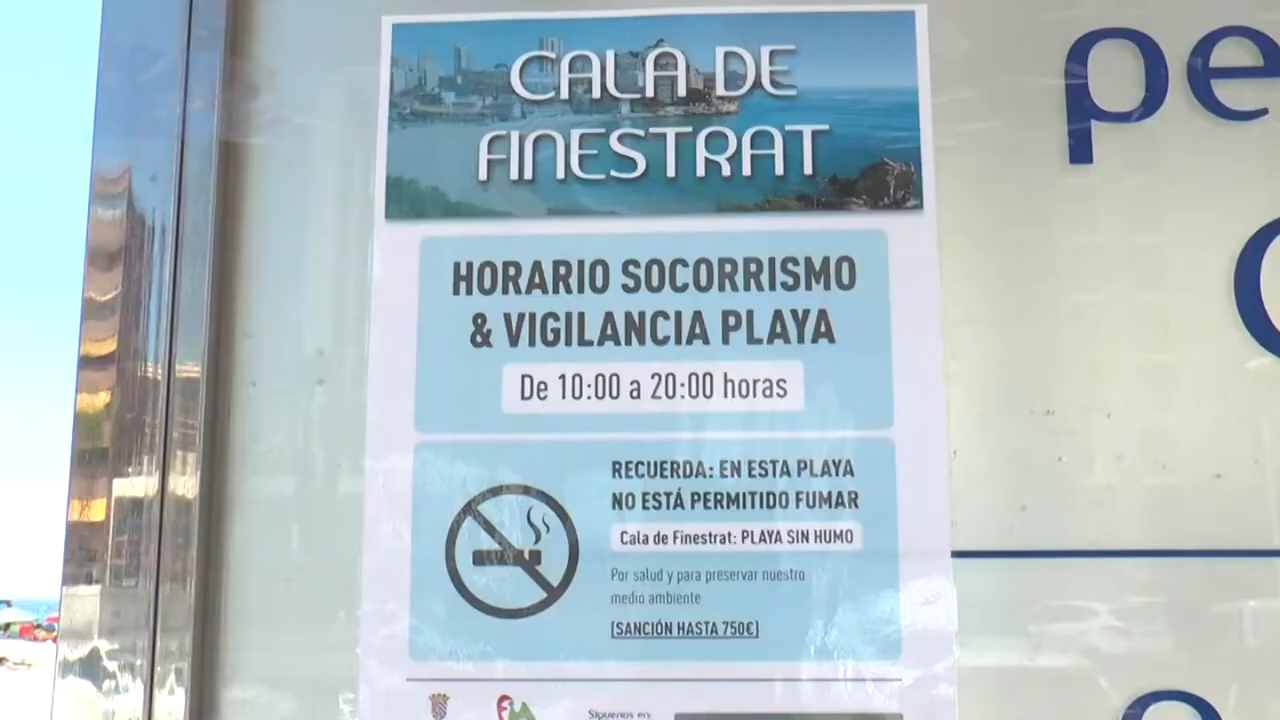 CALA DE
FINESTRAT
HORARIO SOCORRISMO
& VIGILANCIA PLAYA
De 10:00 a 20:00 horas
RECUERDA: EN ESTA PLAYA
NO ESTÁ PERMITIDO FUMAR
Cala de Finestrat: PLAYA SIN HUMO
Por salud y para preservar nuestro
medio ambiente
(SANCIÓN HASTA 750€)
Síguenos en:
pe